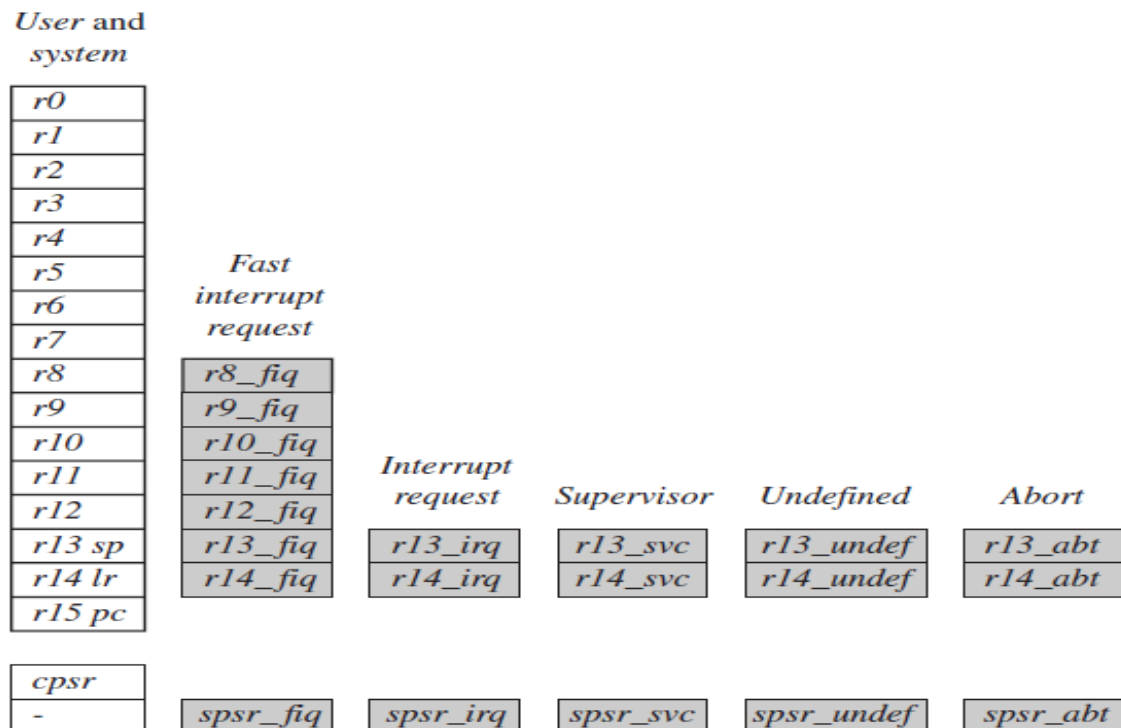 User and
system
r0
r1
r2
r3
r4
r5
r6
r7
r8
r9
r10
r11
r12
r13 sp
r14 lr
r15 pc
cpsr
-
Fast
interrupt
request
r8_fiq
r9_fiq
r10_fiq
r11_fiq
r12_fiq
r13_fiq
r14_fiq
spsr_fiq
Interrupt
request
r13_irq
r14_irq
spsr_irq
Supervisor
r13_svc
r14_svc
spsr_svc
Undefined
r13_undef
r14_undef
spsr_undef
Abort
r13_abt
r14_abt
spsr_abt